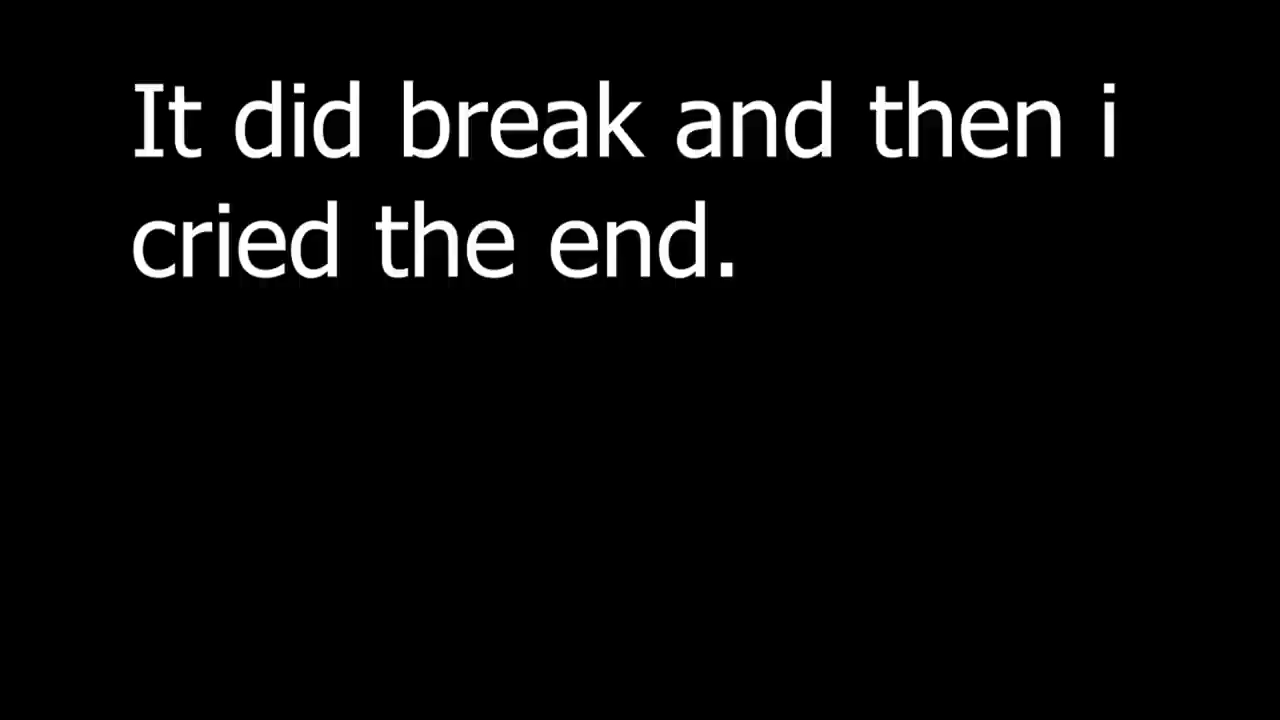 It did break and then i
cried the end.